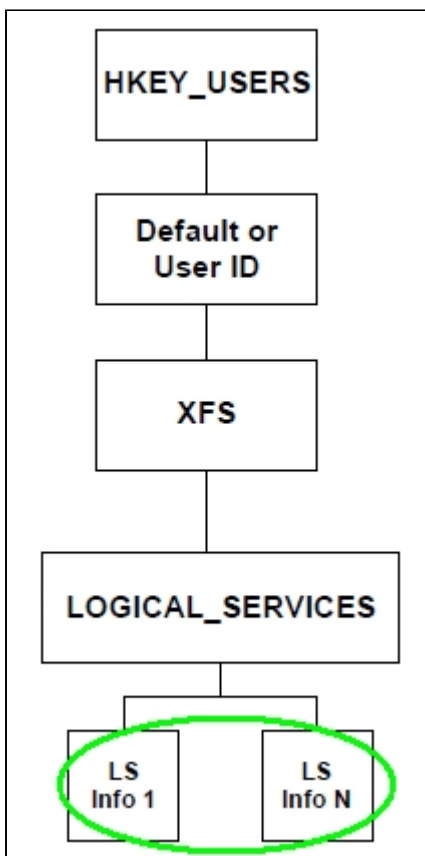 HKEY_USERS
Default or
User ID
XFS
LOGICAL_SERVICES
LS
Info 1
LS
Info N